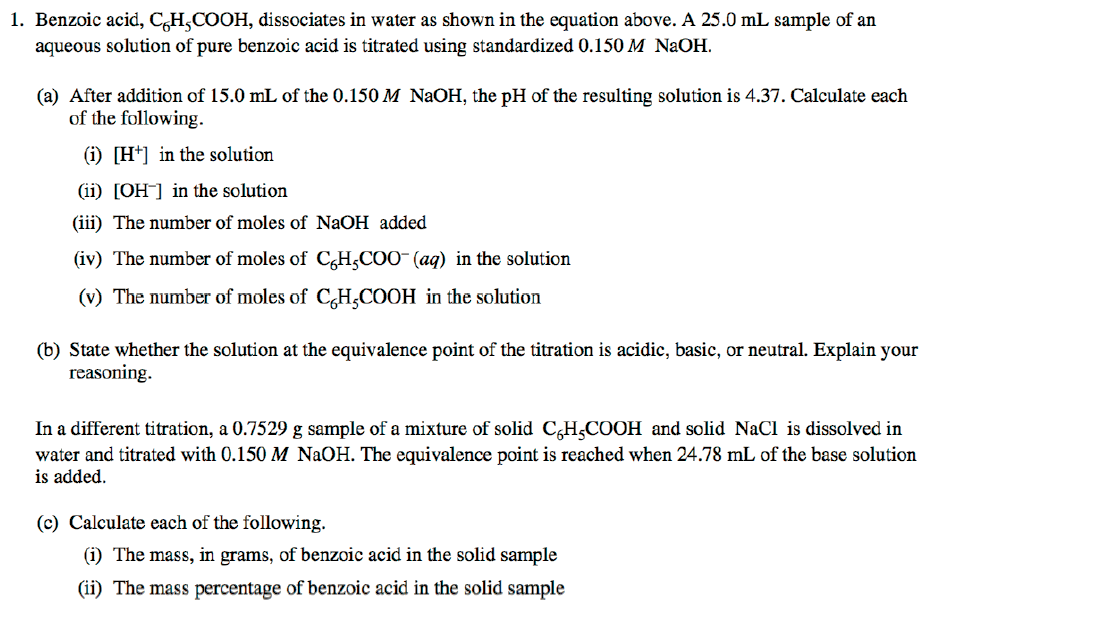 1. Benzoic acid, C₆H₅COOH, dissociates in water as shown in the equation above. A 25.0 mL sample of an
aqueous solution of pure benzoic acid is titrated using standardized 0.150 M NaOH.
(a) After addition of 15.0 mL of the 0.150 M NaOH, the pH of the resulting solution is 4.37. Calculate each
of the following.
(i) [H⁺] in the solution
(ii) [OH⁻] in the solution
(iii) The number of moles of NaOH added
(iv) The number of moles of C₆H₅COO⁻ (aq) in the solution
(v) The number of moles of C₆H₅COOH in the solution
(b) State whether the solution at the equivalence point of the titration is acidic, basic, or neutral. Explain your
reasoning.
In a different titration, a 0.7529 g sample of a mixture of solid C₆H₅COOH and solid NaCl is dissolved in
water and titrated with 0.150 M NaOH. The equivalence point is reached when 24.78 mL of the base solution
is added.
(c) Calculate each of the following.
(i) The mass, in grams, of benzoic acid in the solid sample
(ii) The mass percentage of benzoic acid in the solid sample